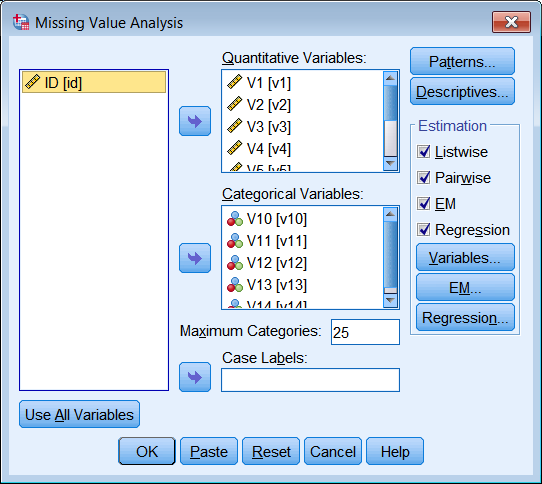 Missing Value Analysis
ID [id]
Quantitative Variables:
V1 [v1]
V2 [v2]
V3 [v3]
V4 [v4]
V5 [v5]
Categorical Variables:
V10 [v10]
V11 [v11]
V12 [v12]
V13 [v13]
V14 [v14]
Maximum Categories: 25
Case Labels:
Patterns...
Descriptives...
Estimation
Listwise
Pairwise
EM
Regression
Variables...
EM...
Regression...
Use All Variables
OK Paste Reset Cancel Help